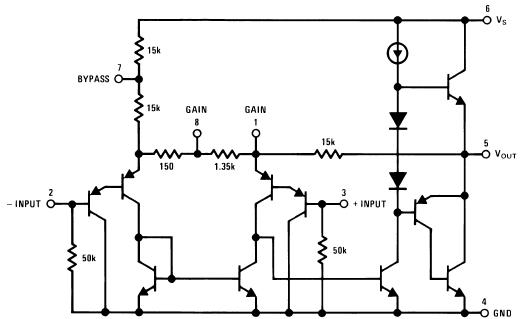 6
VS
15k
7
BYPASS
15k
GAIN
8
GAIN
1
15k
5
VOUT
150
1.35k
2
– INPUT
3
+ INPUT
50k
50k
4
GND